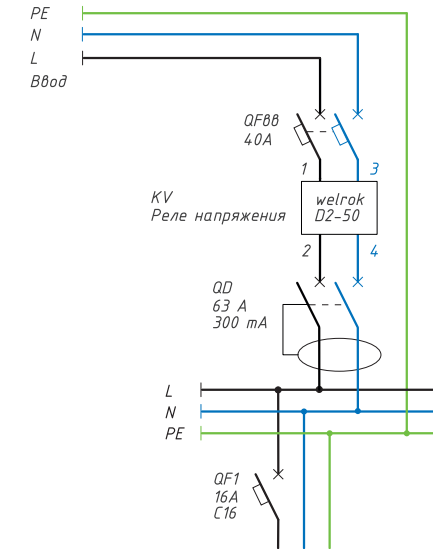 PE
N
L
Ввод
QFвв
40А
1
3
KV
Реле напряжения
welrok
D2-50
2
4
QD
63 А
300 mA
L
N
PE
QF1
16А
С16